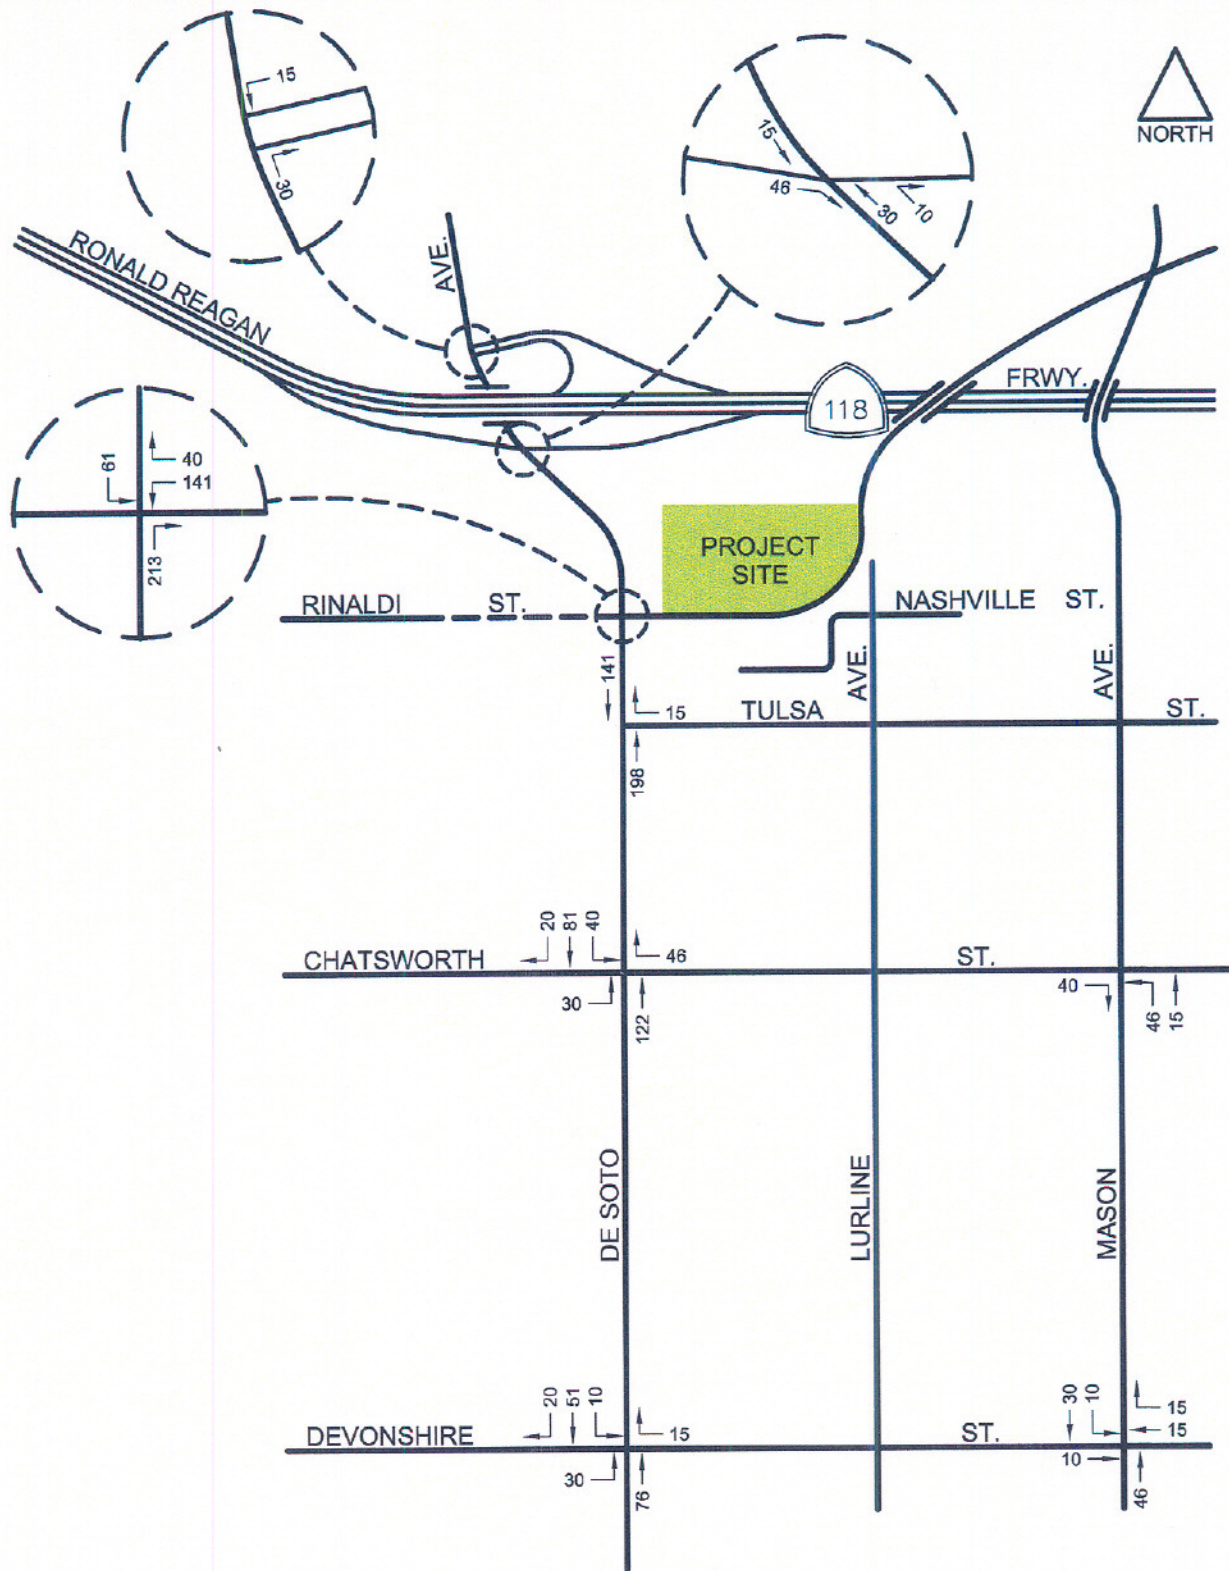 15
30
15
46
30
10
NORTH
RONALD REAGAN
AVE.
FRWY.
118
61
40
141
213
PROJECT
SITE
RINALDI ST.
NASHVILLE ST.
141
15
TULSA
AVE.
AVE.
ST.
198
20
81
40
46
CHATSWORTH ST.
30
122
40
46
15
DE SOTO
LURLINE
MASON
20
51
10
15
30
10
15
15
DEVONSHIRE ST.
30
76
10
46